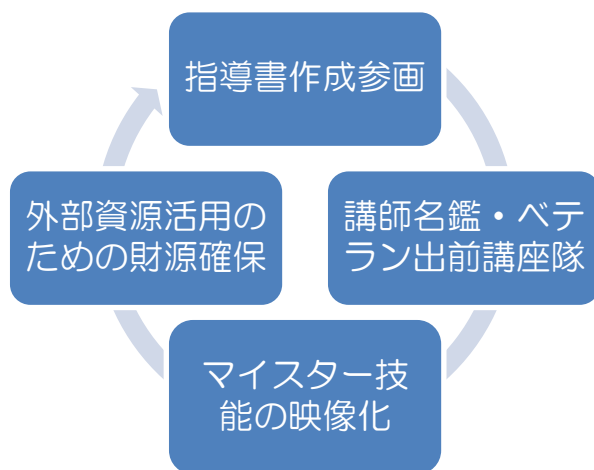 指導書作成参画
外部資源活用の
ための財源確保
講師名鑑・ベテ
ラン出前講座隊
マイスター技
能の映像化